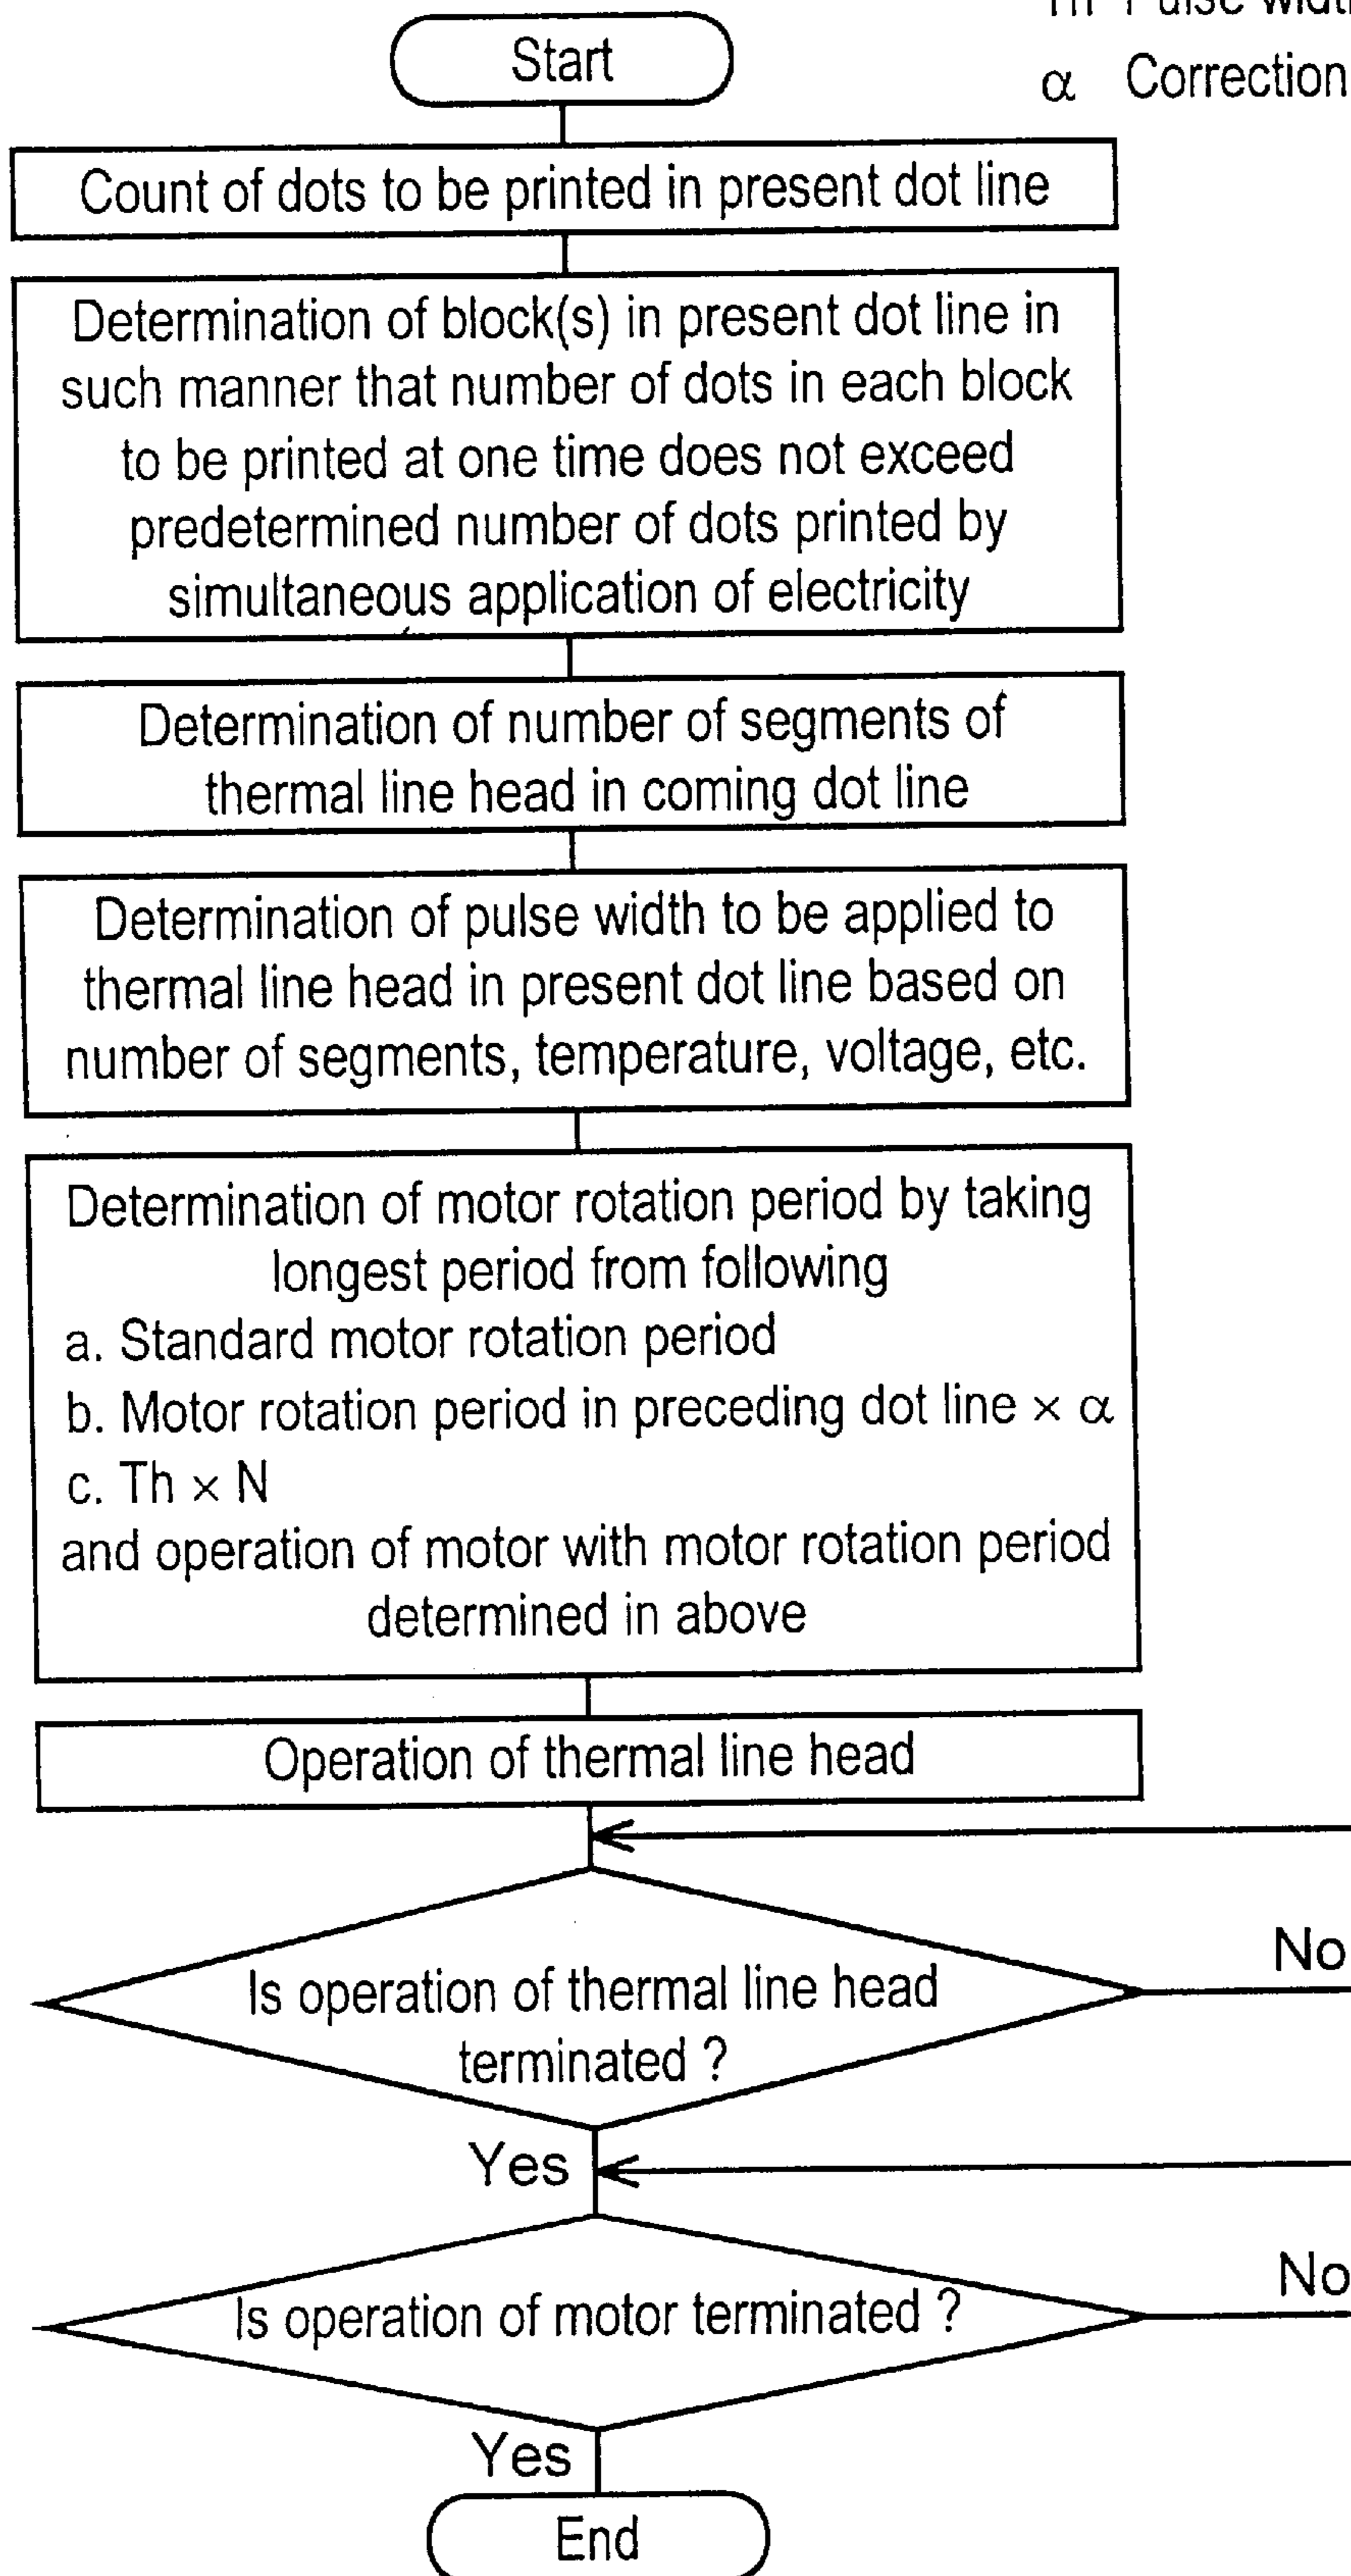 Th Pulse width
Start
α Correction
Count of dots to be printed in present dot line
Determination of block(s) in present dot line in
such manner that number of dots in each block
to be printed at one time does not exceed
predetermined number of dots printed by
simultaneous application of electricity
Determination of number of segments of
thermal line head in coming dot line
Determination of pulse width to be applied to
thermal line head in present dot line based on
number of segments, temperature, voltage, etc.
Determination of motor rotation period by taking
longest period from following
a. Standard motor rotation period
b. Motor rotation period in preceding dot line × α
c. Th × N
and operation of motor with motor rotation period
determined in above
Operation of thermal line head
No
Is operation of thermal line head
terminated ?
Yes
No
Is operation of motor terminated ?
Yes
End